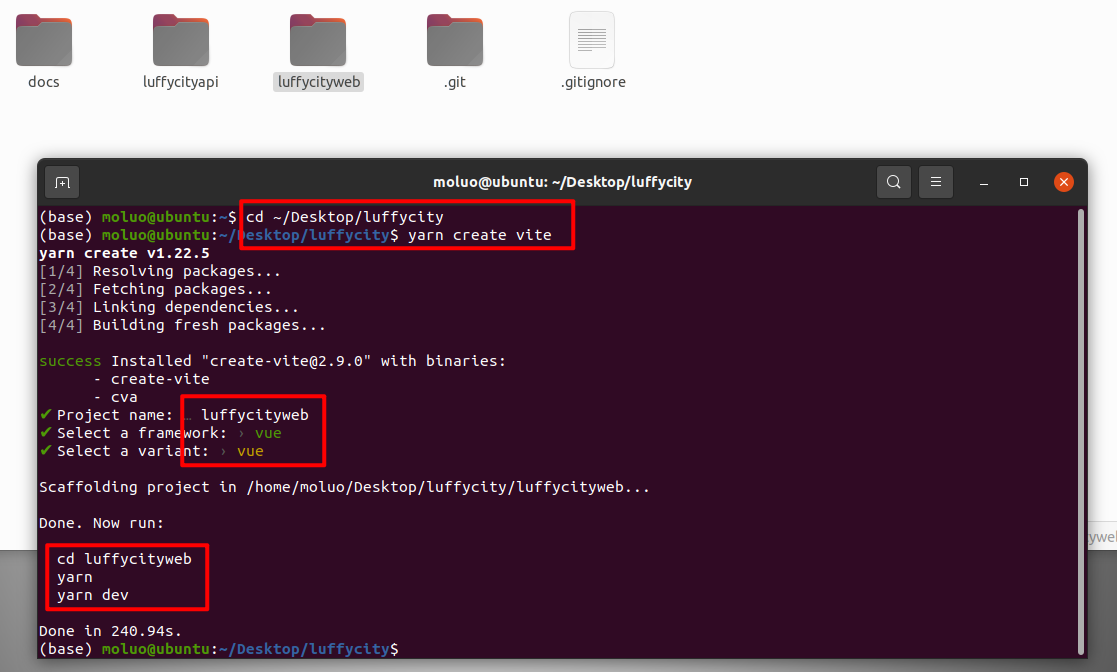 docs
luffycityapi
luffycityweb
.git
.gitignore
moluo@ubuntu: ~/Desktop/luffycity
(base) moluo@ubuntu:~$ cd ~/Desktop/luffycity
(base) moluo@ubuntu:~/Desktop/luffycity$ yarn create vite
yarn create v1.22.5
[1/4] Resolving packages...
[2/4] Fetching packages...
[3/4] Linking dependencies...
[4/4] Building fresh packages...
success Installed "create-vite@2.9.0" with binaries:
- create-vite
- cva
✔ Project name: … luffycityweb
✔ Select a framework: › vue
✔ Select a variant: › vue
Scaffolding project in /home/moluo/Desktop/luffycity/luffycityweb...
Done. Now run:
cd luffycityweb
yarn
yarn dev
Done in 240.94s.
(base) moluo@ubuntu:~/Desktop/luffycity$